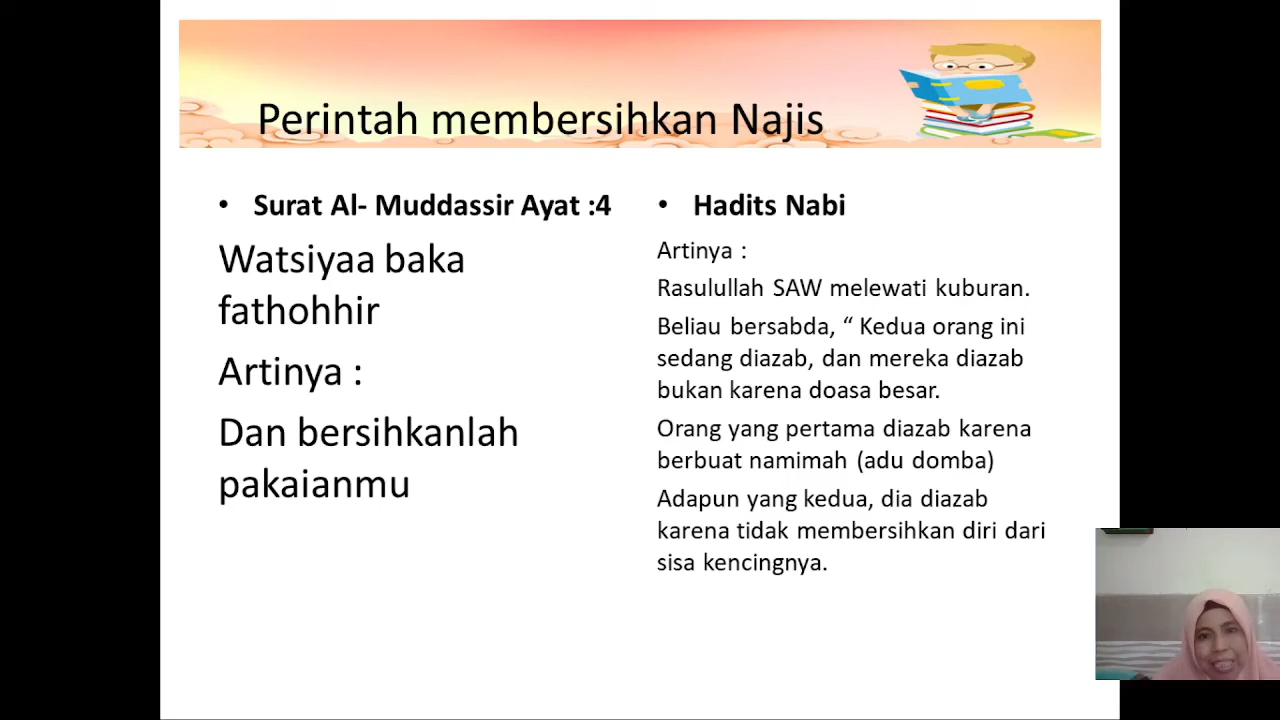 Perintah membersihkan Najis
• Surat Al- Muddassir Ayat :4
Watsiyaa baka
fathohhir
Artinya :
Dan bersihkanlah
pakaianmu
• Hadits Nabi
Artinya :
Rasulullah SAW melewati kuburan.
Beliau bersabda, “ Kedua orang ini
sedang diazab, dan mereka diazab
bukan karena doasa besar.
Orang yang pertama diazab karena
berbuat namimah (adu domba)
Adapun yang kedua, dia diazab
karena tidak membersihkan diri dari
sisa kencingnya.